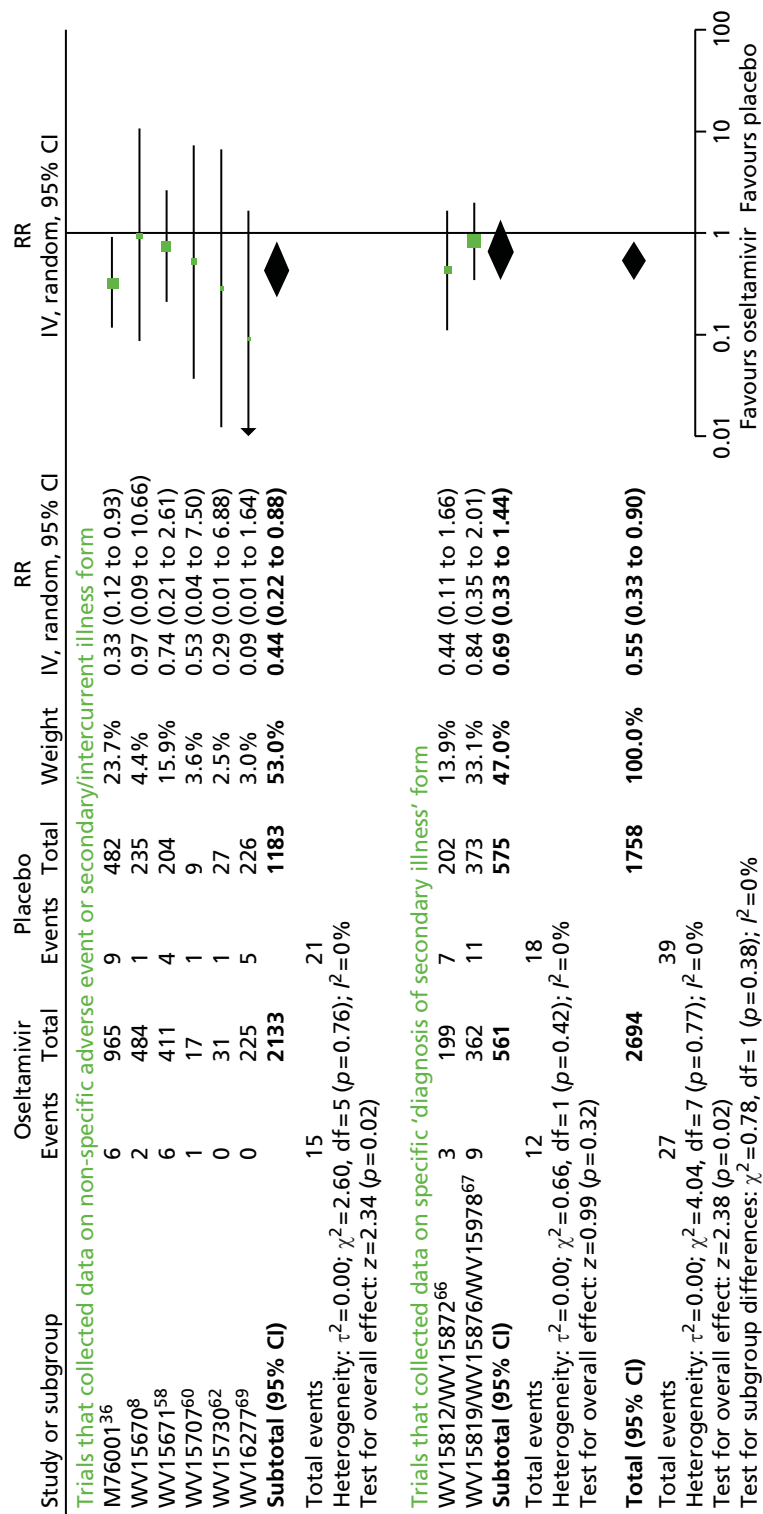 Oseltamivir Placebo RR RR
Study or subgroup Events Total Events Total Weight IV, random, 95% CI IV, random, 95% CI
Trials that collected data on non-specific adverse event or secondary/intercurrent illness form
M76001³⁶ 6 965 9 482 23.7% 0.33 (0.12 to 0.93)
WV15670⁸ 2 484 1 235 4.4% 0.97 (0.09 to 10.66)
WV15671⁵⁸ 6 411 4 204 15.9% 0.74 (0.21 to 2.61)
WV15707⁶⁰ 1 17 1 9 3.6% 0.53 (0.04 to 7.50)
WV15730⁶² 0 31 1 27 2.5% 0.29 (0.01 to 6.88)
WV16277⁶⁹ 0 225 5 226 3.0% 0.09 (0.01 to 1.64)
Subtotal (95% CI) 2133 1183 53.0% 0.44 (0.22 to 0.88)
Total events 15 21
Heterogeneity: τ²=0.00; χ²=2.60, df=5 (p=0.76); I²=0%
Test for overall effect: z=2.34 (p=0.02)
Trials that collected data on specific ‘diagnosis of secondary illness’ form
WV15812/WV15872⁶⁶ 3 199 7 202 13.9% 0.44 (0.11 to 1.66)
WV15819/WV15876/WV15978⁶⁷ 9 362 11 373 33.1% 0.84 (0.35 to 2.01)
Subtotal (95% CI) 561 575 47.0% 0.69 (0.33 to 1.44)
Total events 12 18
Heterogeneity: τ²=0.00; χ²=0.66, df=1 (p=0.42); I²=0%
Test for overall effect: z=0.99 (p=0.32)
Total (95% CI) 2694 1758 100.0% 0.55 (0.33 to 0.90)
Total events 27 39
Heterogeneity: τ²=0.00; χ²=4.04, df=7 (p=0.77); I²=0%
Test for overall effect: z=2.38 (p=0.02)
Test for subgroup differences: χ²=0.78, df=1 (p=0.38); I²=0%
0.01 0.1 1 10 100
Favours oseltamivir Favours placebo